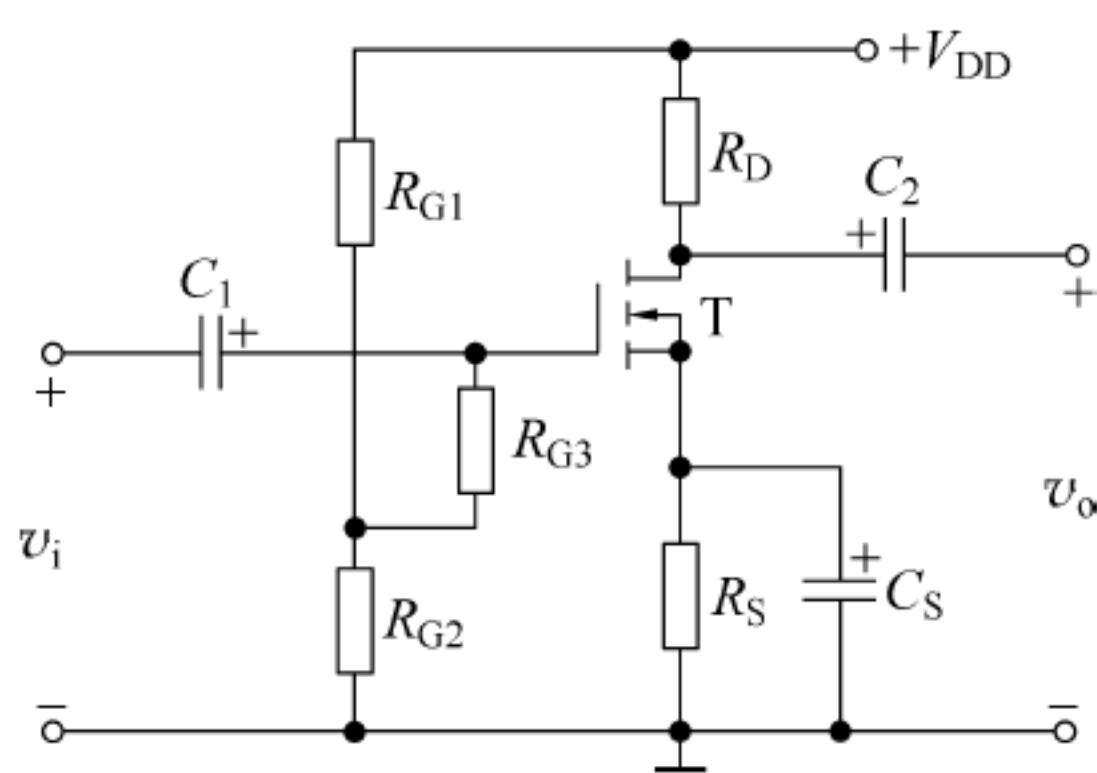 +V_DD
R_D
C_2
R_G1
+
C_1
+
T
+
+
R_G3
v_o
v_i
+
R_S
C_S
R_G2
−
−